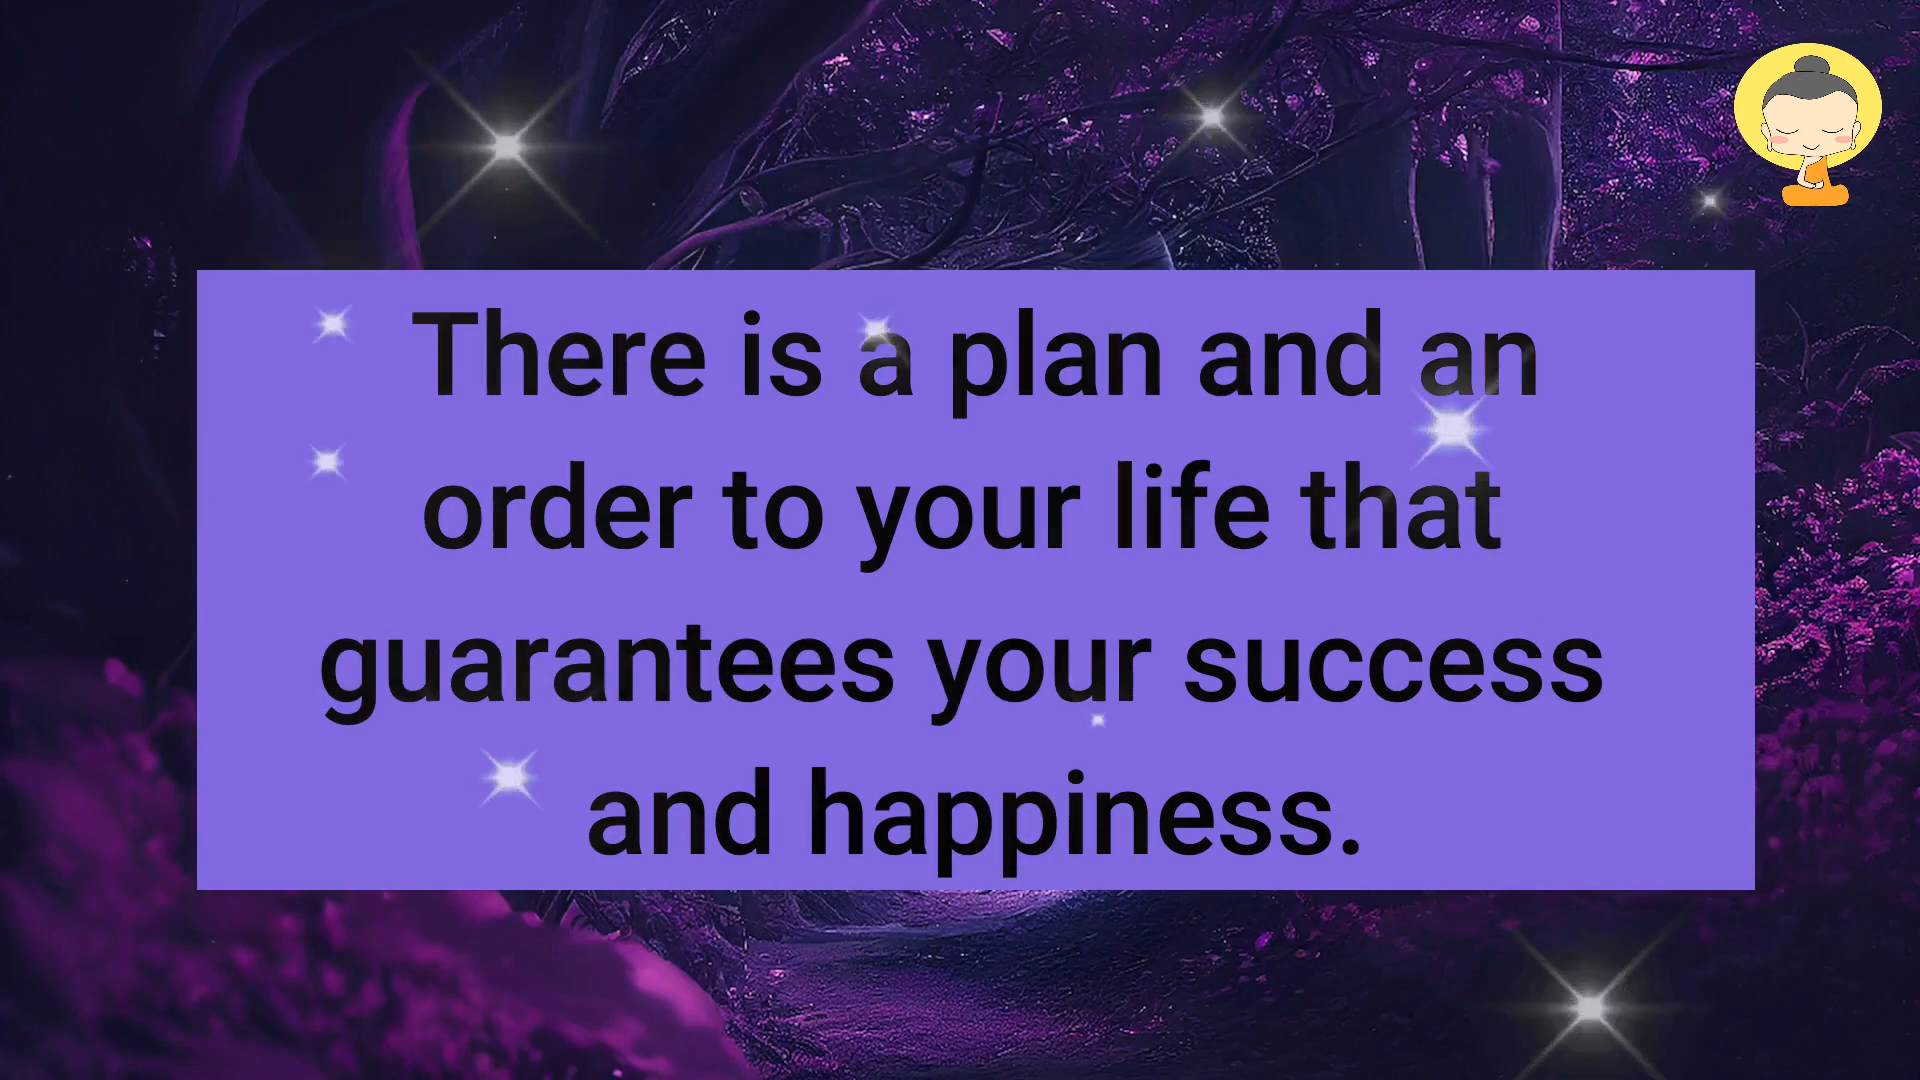 There is a plan and an
order to your life that
guarantees your success
and happiness.